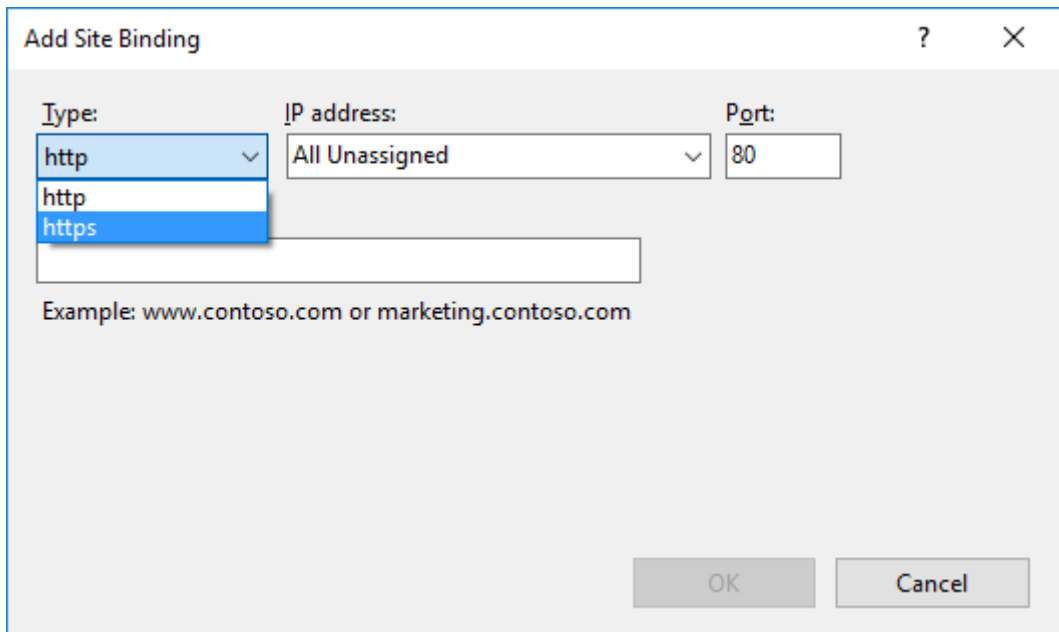 Add Site Binding ?
Type: IP address: Port:
http All Unassigned 80
http
https
Example: www.contoso.com or marketing.contoso.com
OK Cancel